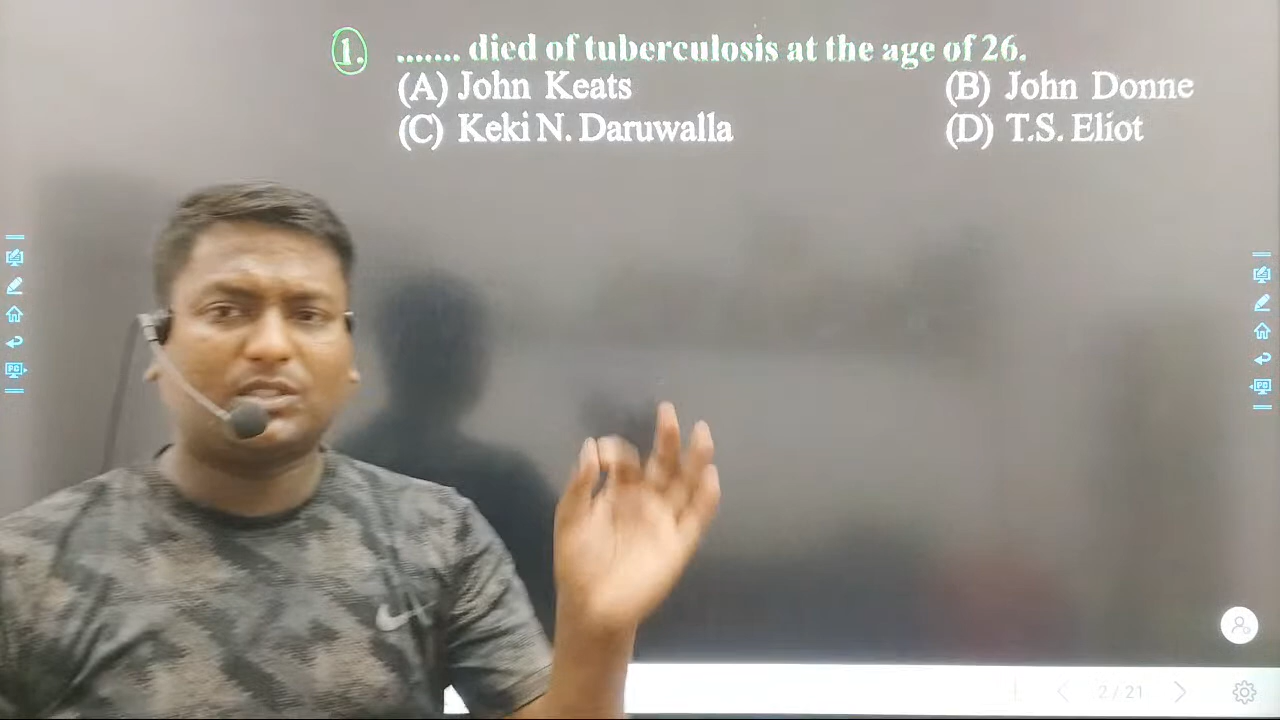 1. ....... died of tuberculosis at the age of 26.
(A) John Keats (B) John Donne
(C) Keki N. Daruwalla (D) T.S. Eliot
2 / 21